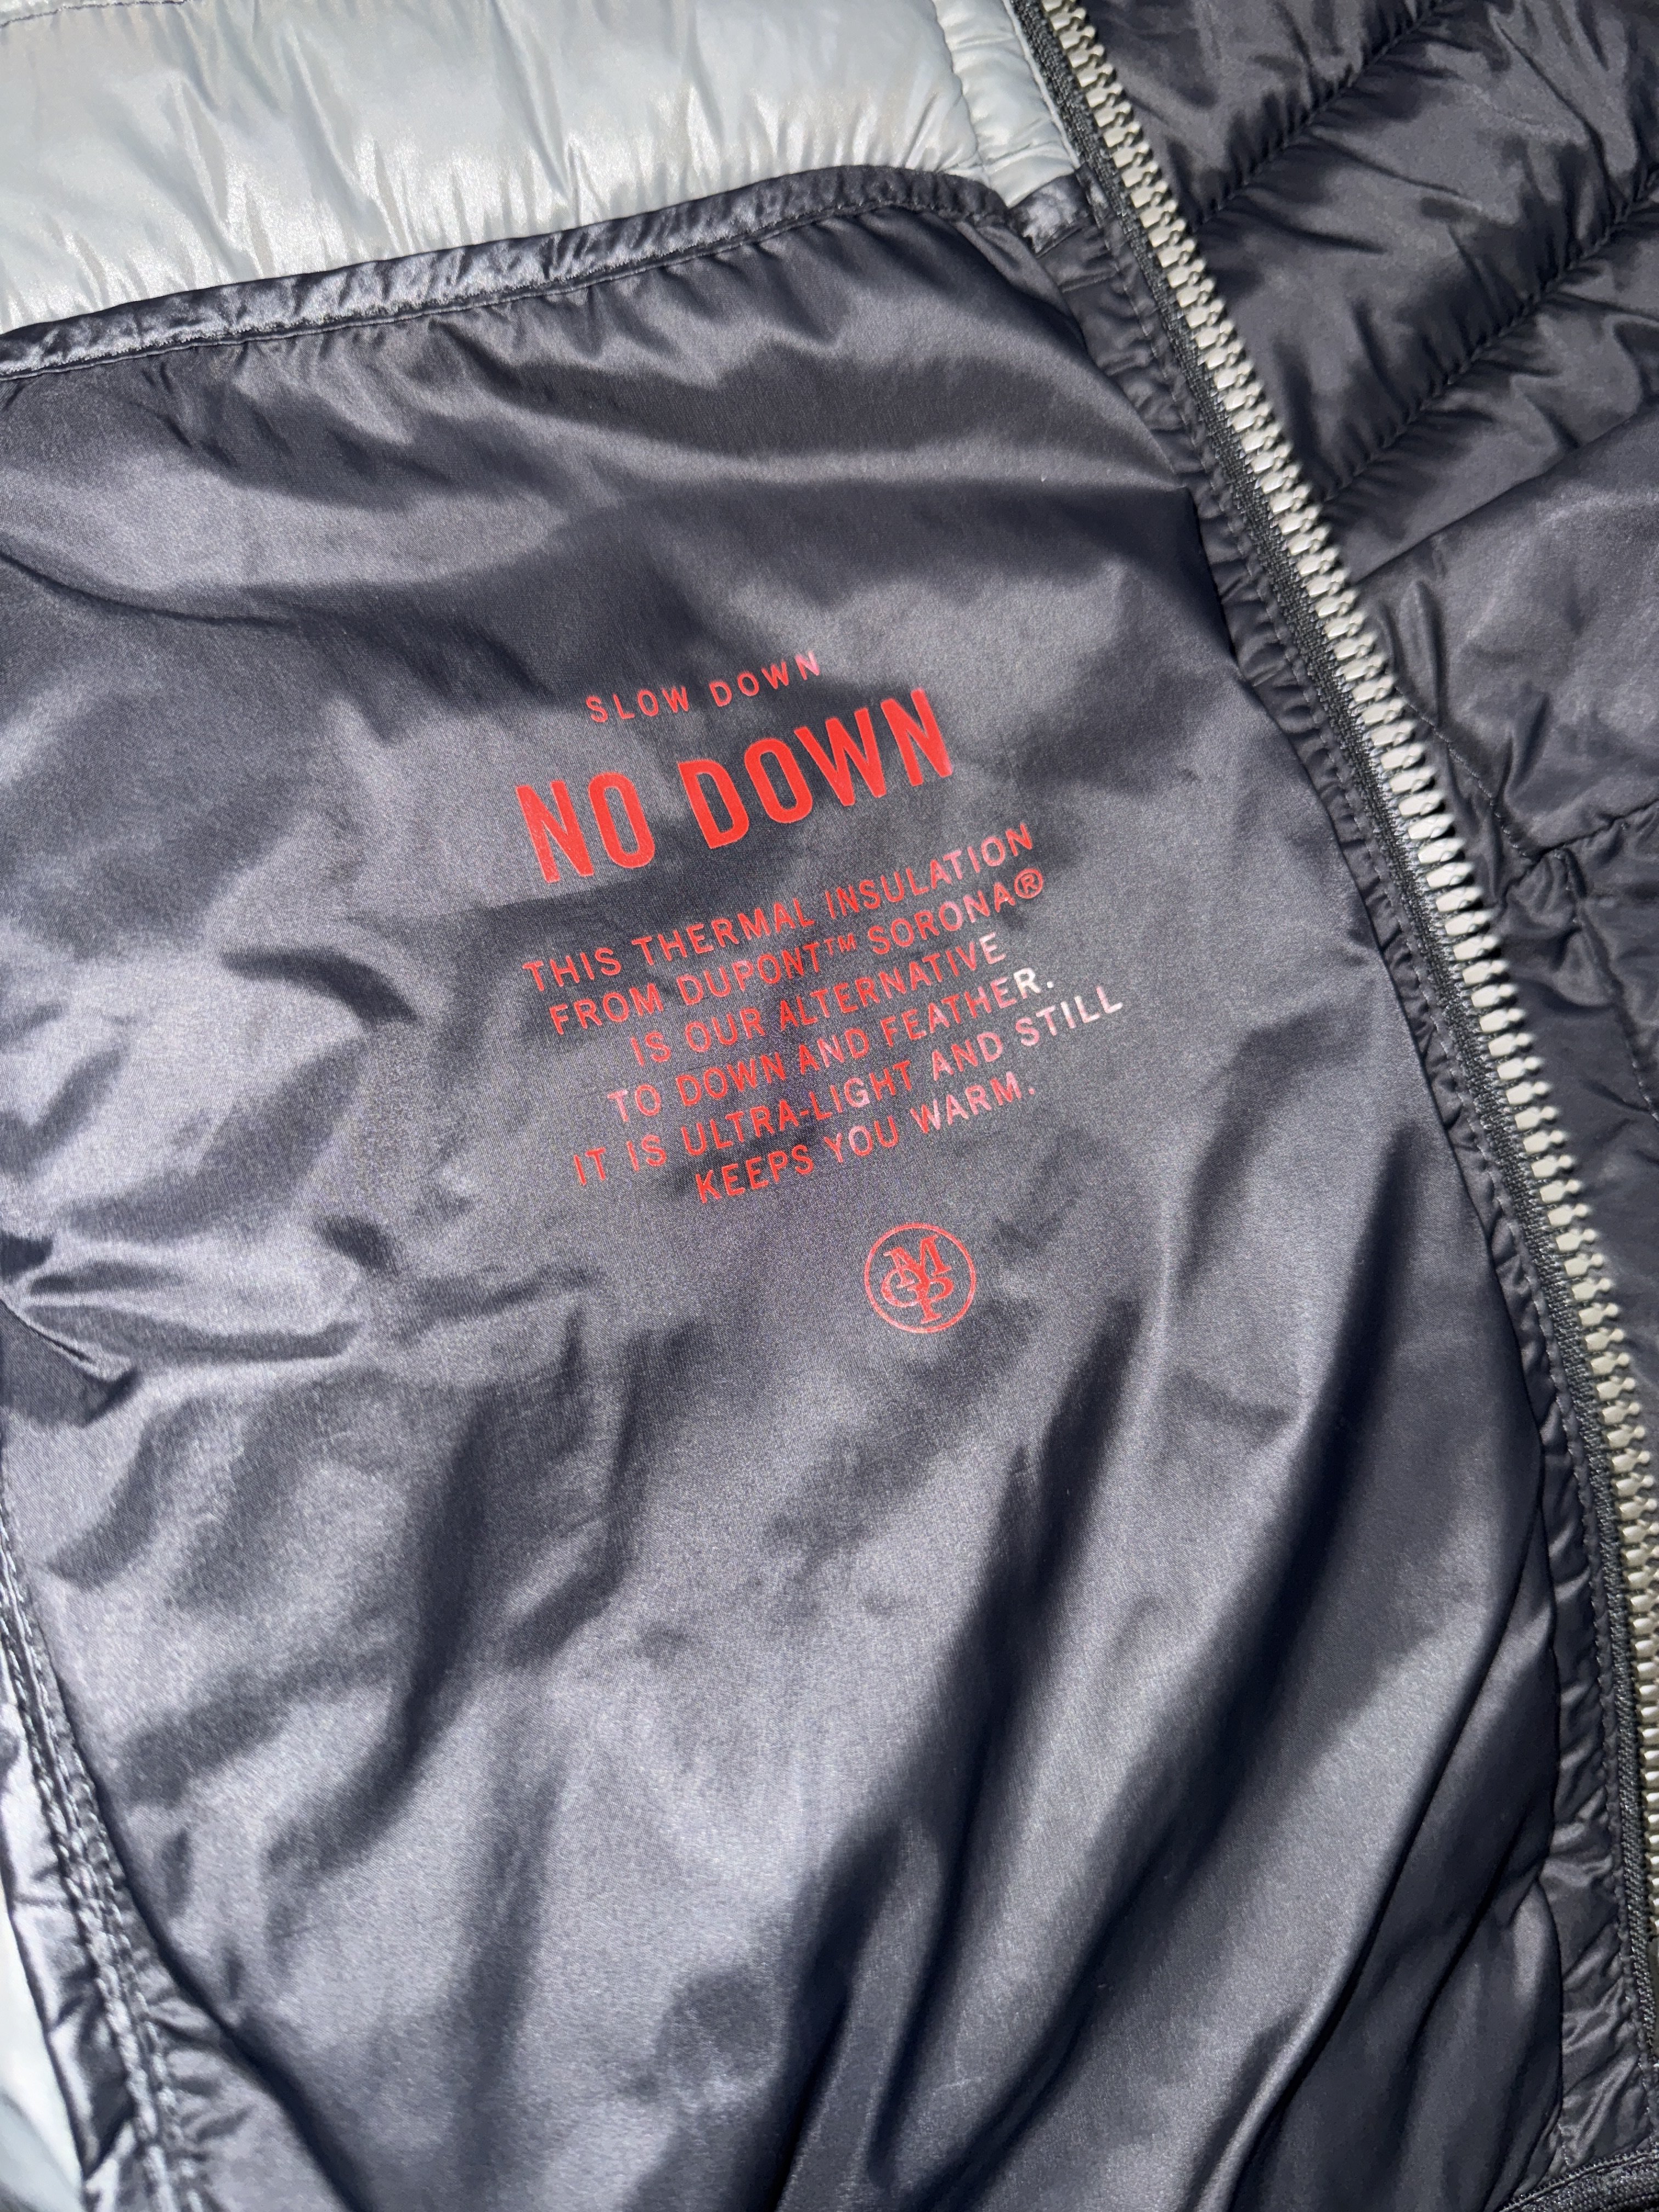 SLOW DOWN
NO DOWN
THIS THERMAL INSULATION
FROM DUPONT™ SORONA®
IS OUR ALTERNATIVE
TO DOWN AND FEATHER.
IT IS ULTRA-LIGHT AND STILL
KEEPS YOU WARM.
MOP